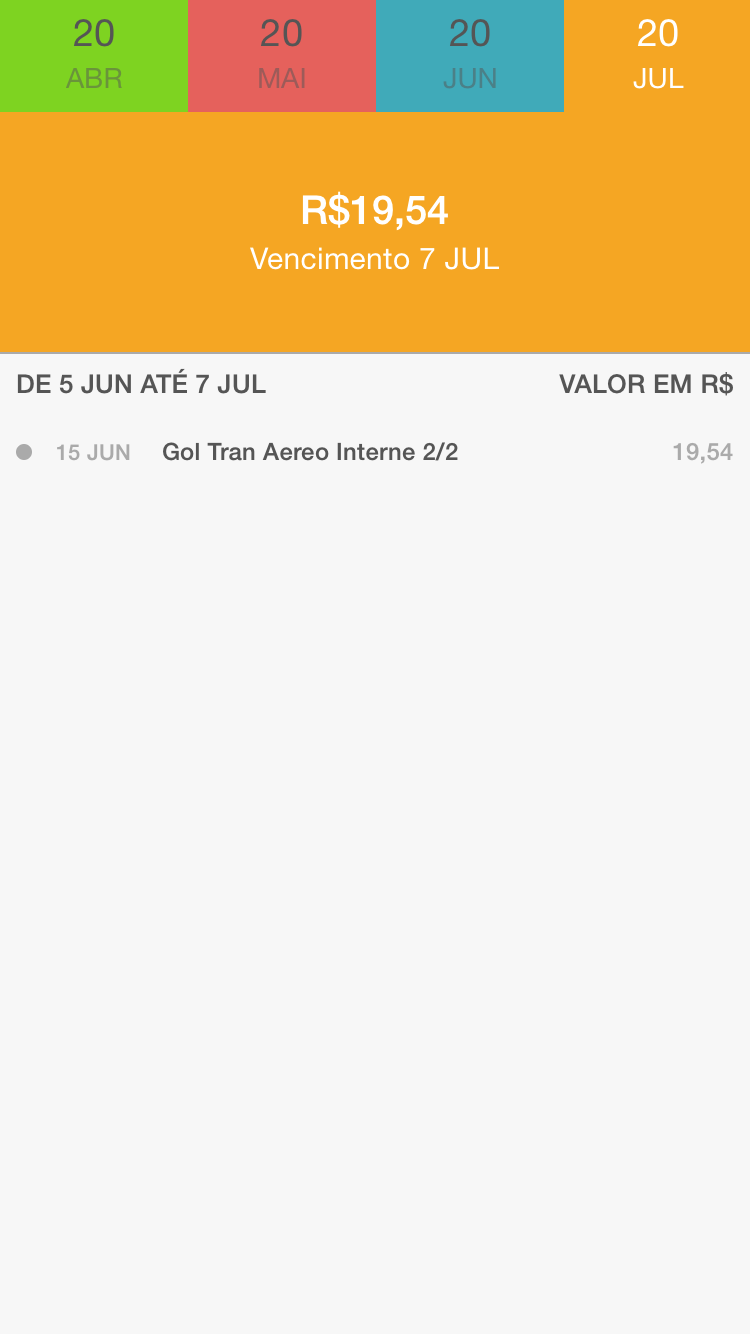 20 20 20 20
ABR MAI JUN JUL
R$19,54
Vencimento 7 JUL
DE 5 JUN ATÉ 7 JUL VALOR EM R$
15 JUN Gol Tran Aereo Interne 2/2 19,54